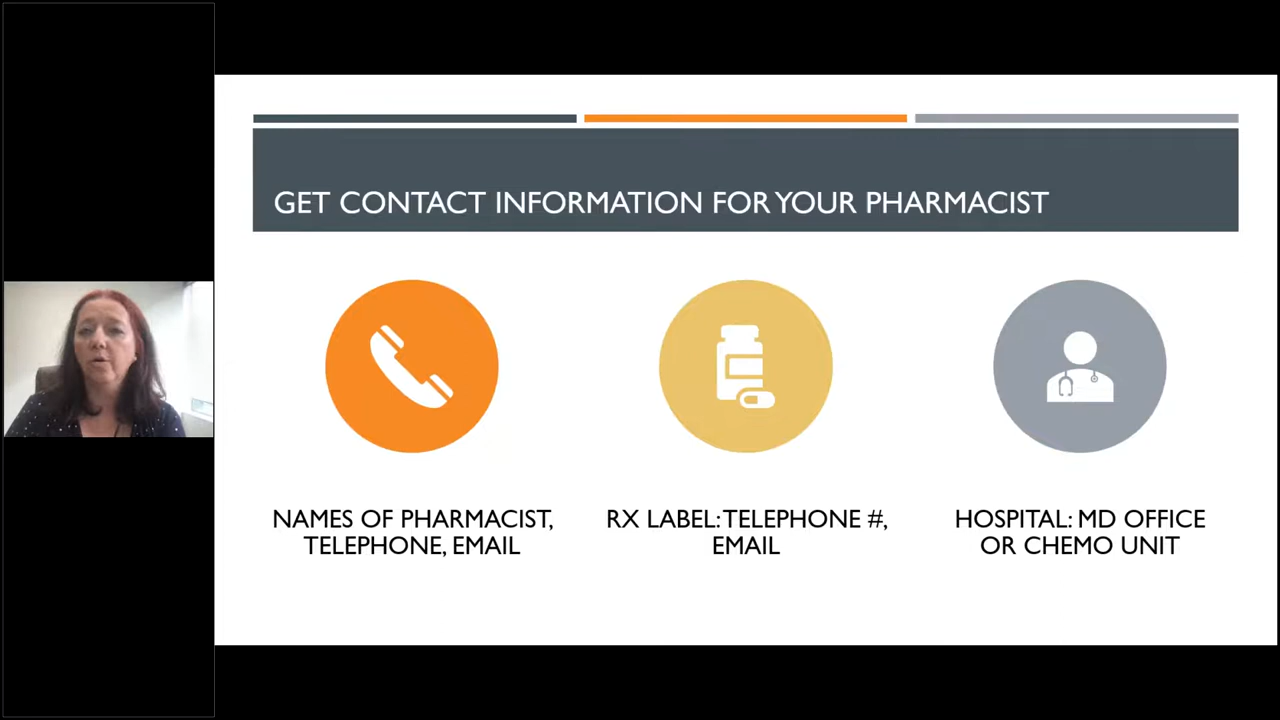 GET CONTACT INFORMATION FOR YOUR PHARMACIST
NAMES OF PHARMACIST,
TELEPHONE, EMAIL
RX LABEL: TELEPHONE #,
EMAIL
HOSPITAL: MD OFFICE
OR CHEMO UNIT